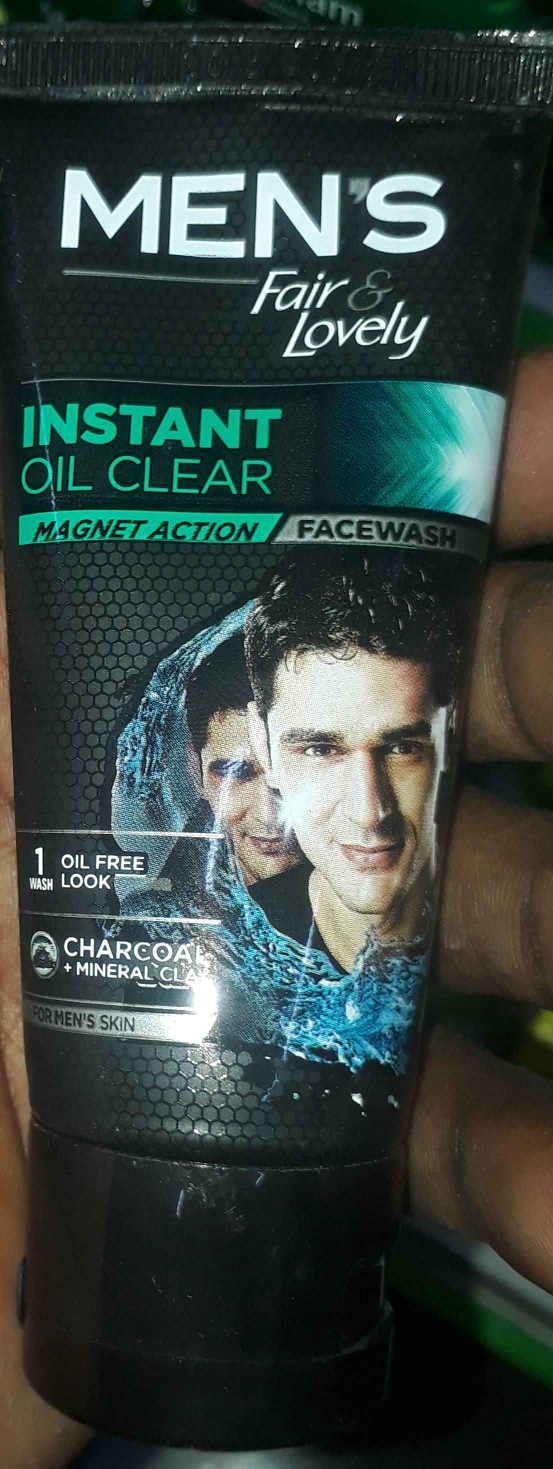 MEN'S
Fair &
Lovely
INSTANT
OIL CLEAR
MAGNET ACTION FACEWASH
1 WASH
OIL FREE
LOOK
CHARCOAL
+ MINERAL CLAY
FOR MEN'S SKIN